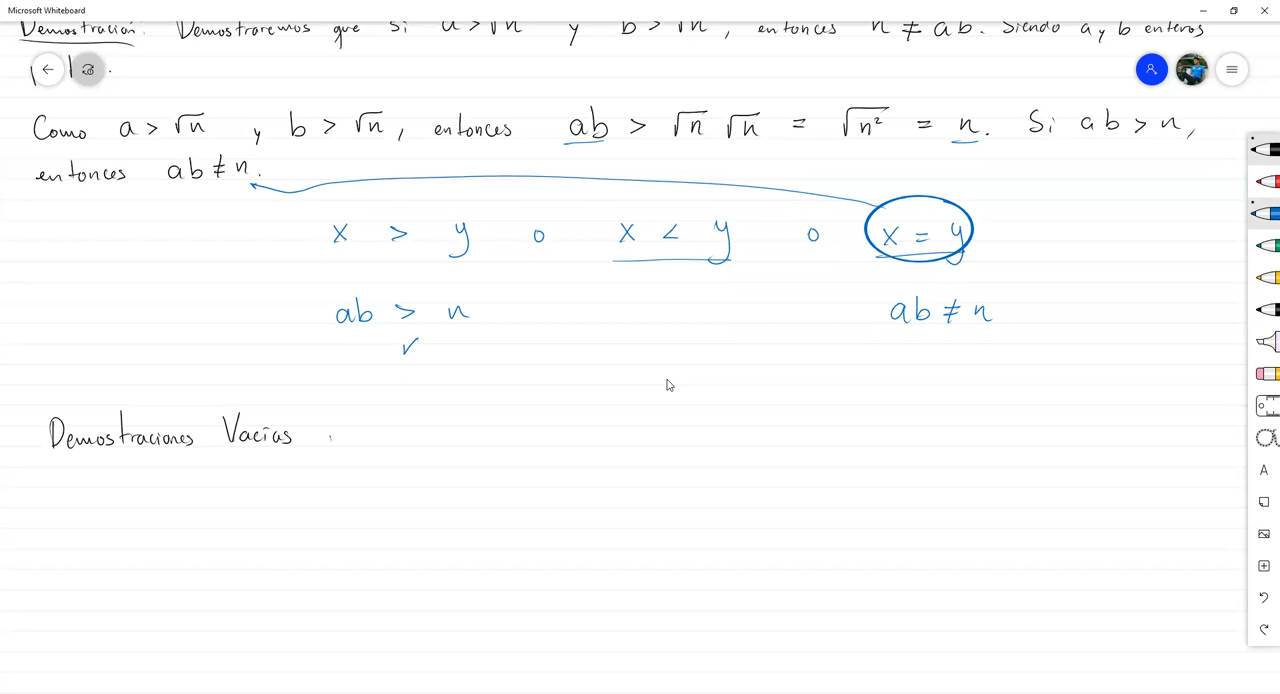 Microsoft Whiteboard
Demostración: Demostraremos que si a > √n y b > √n, entonces n ≠ ab. Siendo a y b enteros
Como a > √n y b > √n, entonces ab > √n √n = √n² = n. Si ab > n,
entonces ab ≠ n.
x > y o x < y o x = y
ab > n ab ≠ n
✓
Demostraciones Vacías
A